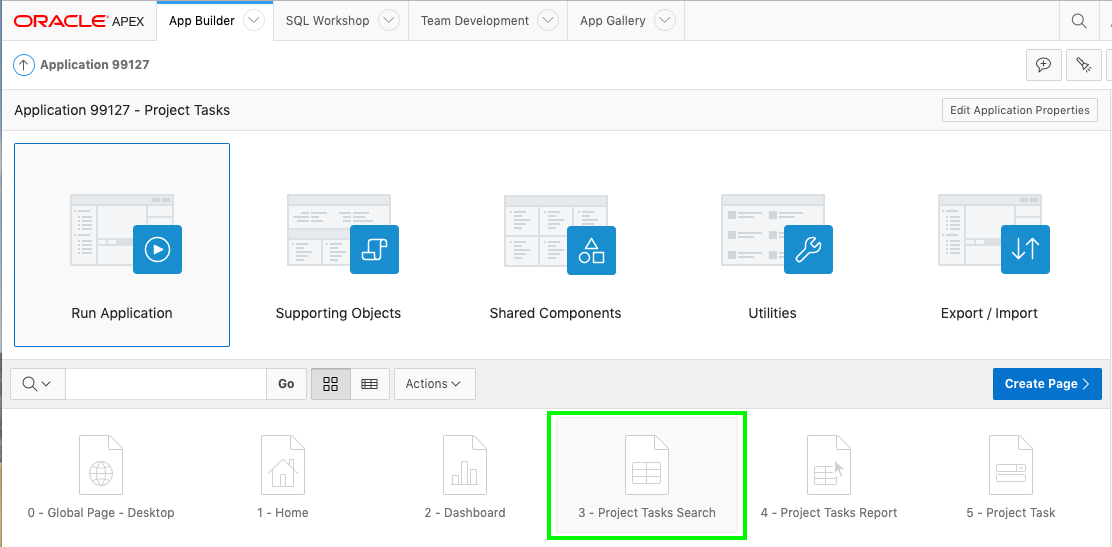 ORACLE APEX App Builder SQL Workshop Team Development App Gallery
Application 99127
Application 99127 - Project Tasks Edit Application Properties
Run Application Supporting Objects Shared Components Utilities Export / Import
Go Actions Create Page
0 - Global Page - Desktop 1 - Home 2 - Dashboard 3 - Project Tasks Search 4 - Project Tasks Report 5 - Project Task